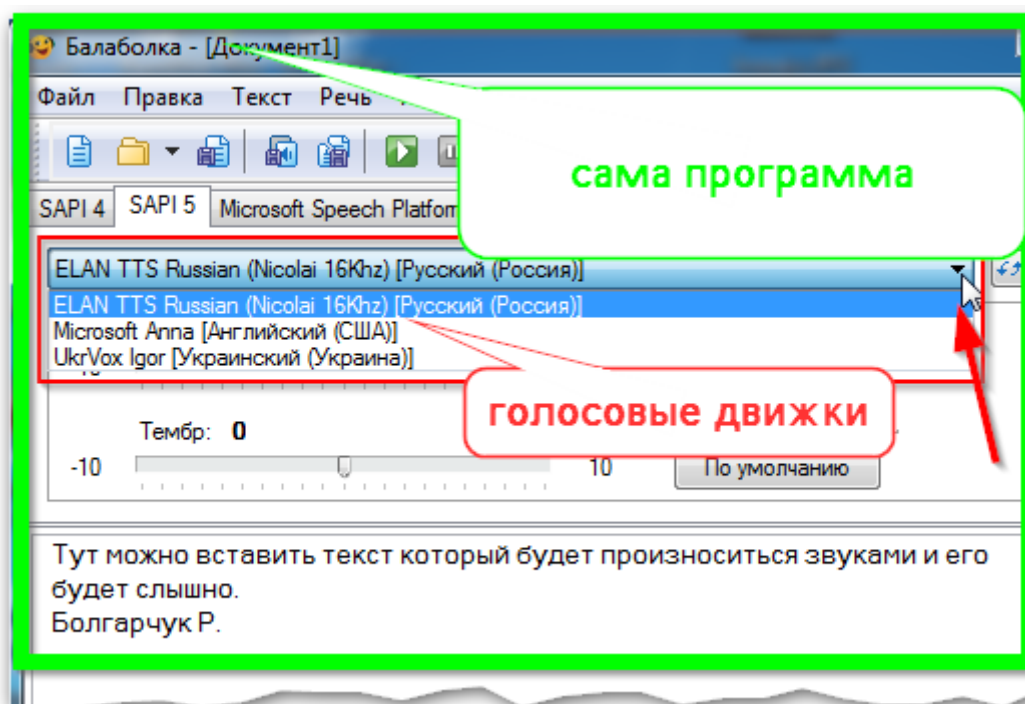 Балаболка - [Документ1]
Файл Правка Текст Речь
сама программа
SAPI 4 SAPI 5 Microsoft Speech Platform
ELAN TTS Russian (Nicolai 16Khz) [Русский (Россия)]
ELAN TTS Russian (Nicolai 16Khz) [Русский (Россия)]
Microsoft Anna [Английский (США)]
UkrVox Igor [Украинский (Украина)]
голосовые движки
Тембр: 0
-10 10 По умолчанию
Тут можно вставить текст который будет произноситься звуками и его
будет слышно.
Болгарчук Р.